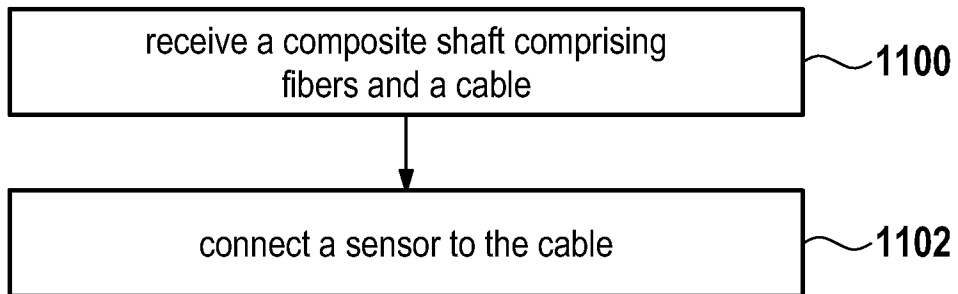 receive a composite shaft comprising
fibers and a cable
1100
connect a sensor to the cable
1102